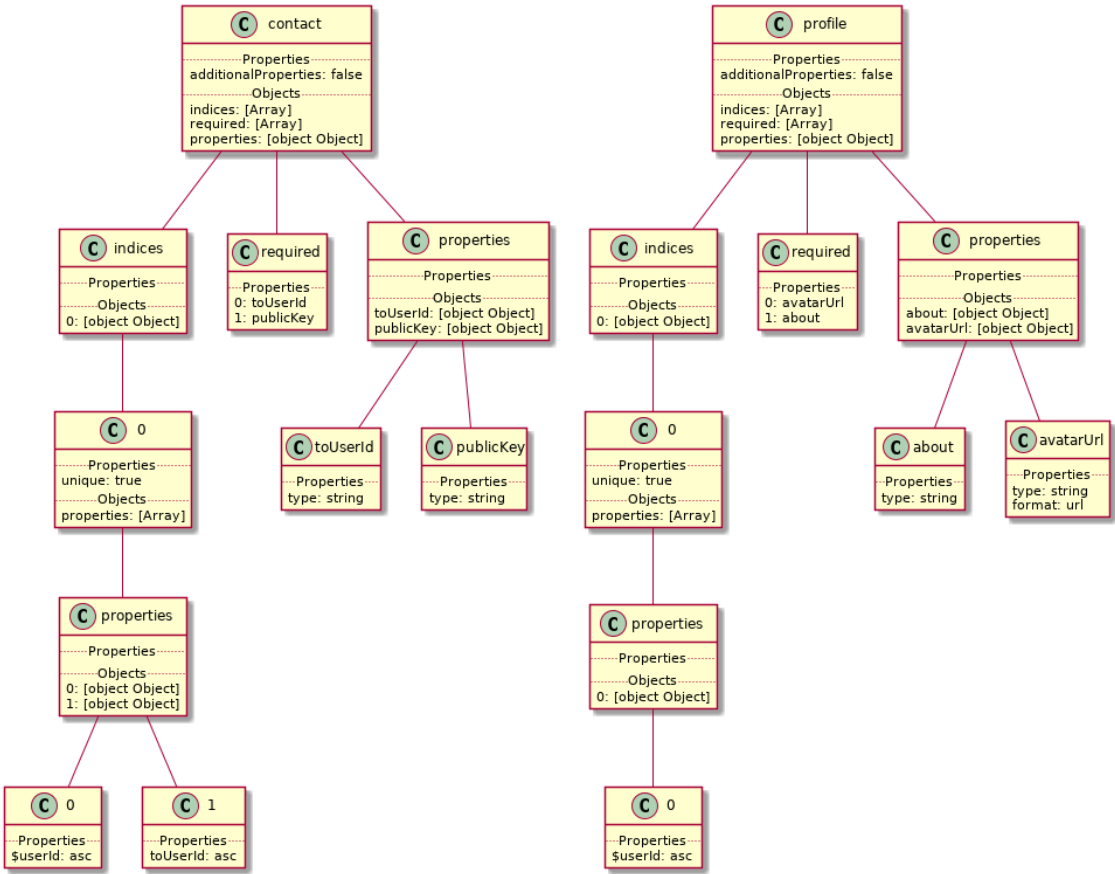 C contact
Properties
additionalProperties: false
Objects
indices: [Array]
required: [Array]
properties: [object Object]
C profile
Properties
additionalProperties: false
Objects
indices: [Array]
required: [Array]
properties: [object Object]
C indices
Properties
Objects
0: [object Object]
C required
Properties
0: toUserId
1: publicKey
C properties
Properties
Objects
toUserId: [object Object]
publicKey: [object Object]
C indices
Properties
Objects
0: [object Object]
C required
Properties
0: avatarUrl
1: about
C properties
Properties
Objects
about: [object Object]
avatarUrl: [object Object]
C 0
Properties
unique: true
Objects
properties: [Array]
C toUserId
Properties
type: string
C publicKey
Properties
type: string
C 0
Properties
unique: true
Objects
properties: [Array]
C about
Properties
type: string
C avatarUrl
Properties
type: string
format: url
C properties
Properties
Objects
0: [object Object]
1: [object Object]
C properties
Properties
Objects
0: [object Object]
C 0
Properties
$userId: asc
C 1
Properties
toUserId: asc
C 0
Properties
$userId: asc